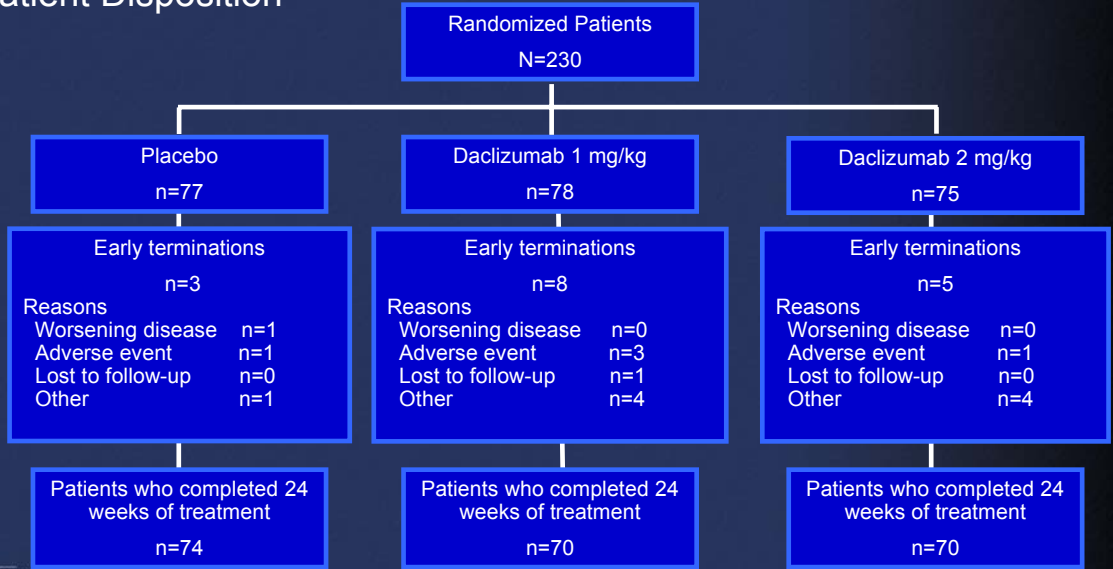 atient Disposition
Randomized Patients
N=230
Placebo
n=77
Daclizumab 1 mg/kg
n=78
Daclizumab 2 mg/kg
n=75
Early terminations
n=3
Reasons
Worsening disease n=1
Adverse event n=1
Lost to follow-up n=0
Other n=1
Early terminations
n=8
Reasons
Worsening disease n=0
Adverse event n=3
Lost to follow-up n=1
Other n=4
Early terminations
n=5
Reasons
Worsening disease n=0
Adverse event n=1
Lost to follow-up n=0
Other n=4
Patients who completed 24
weeks of treatment
n=74
Patients who completed 24
weeks of treatment
n=70
Patients who completed 24
weeks of treatment
n=70